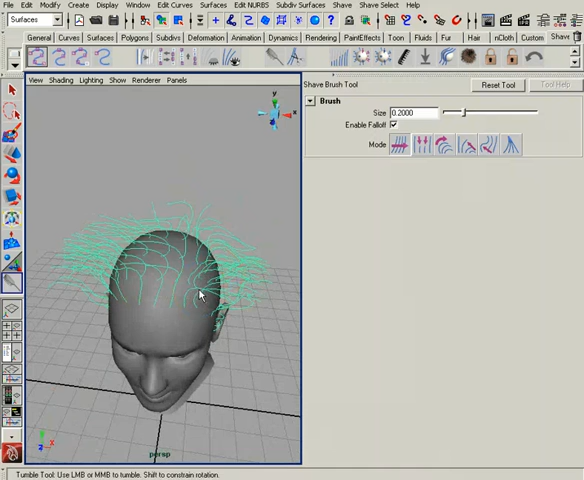 File Edit Modify Create Display Window Edit Curves Surfaces Edit NURBS Subdiv Surfaces Shave Shave Select Help
Surfaces
General Curves Surfaces Polygons Subdivs Deformation Animation Dynamics Rendering PaintEffects Toon Fluids Fur Hair nCloth Custom Shave
View Shading Lighting Show Renderer Panels
Shave Brush Tool
Reset Tool
Tool Help
Brush
Size 0.2000
Enable Falloff
Mode
y
x
persp
Tumble Tool: Use LMB or MMB to tumble. Shift to constrain rotation.